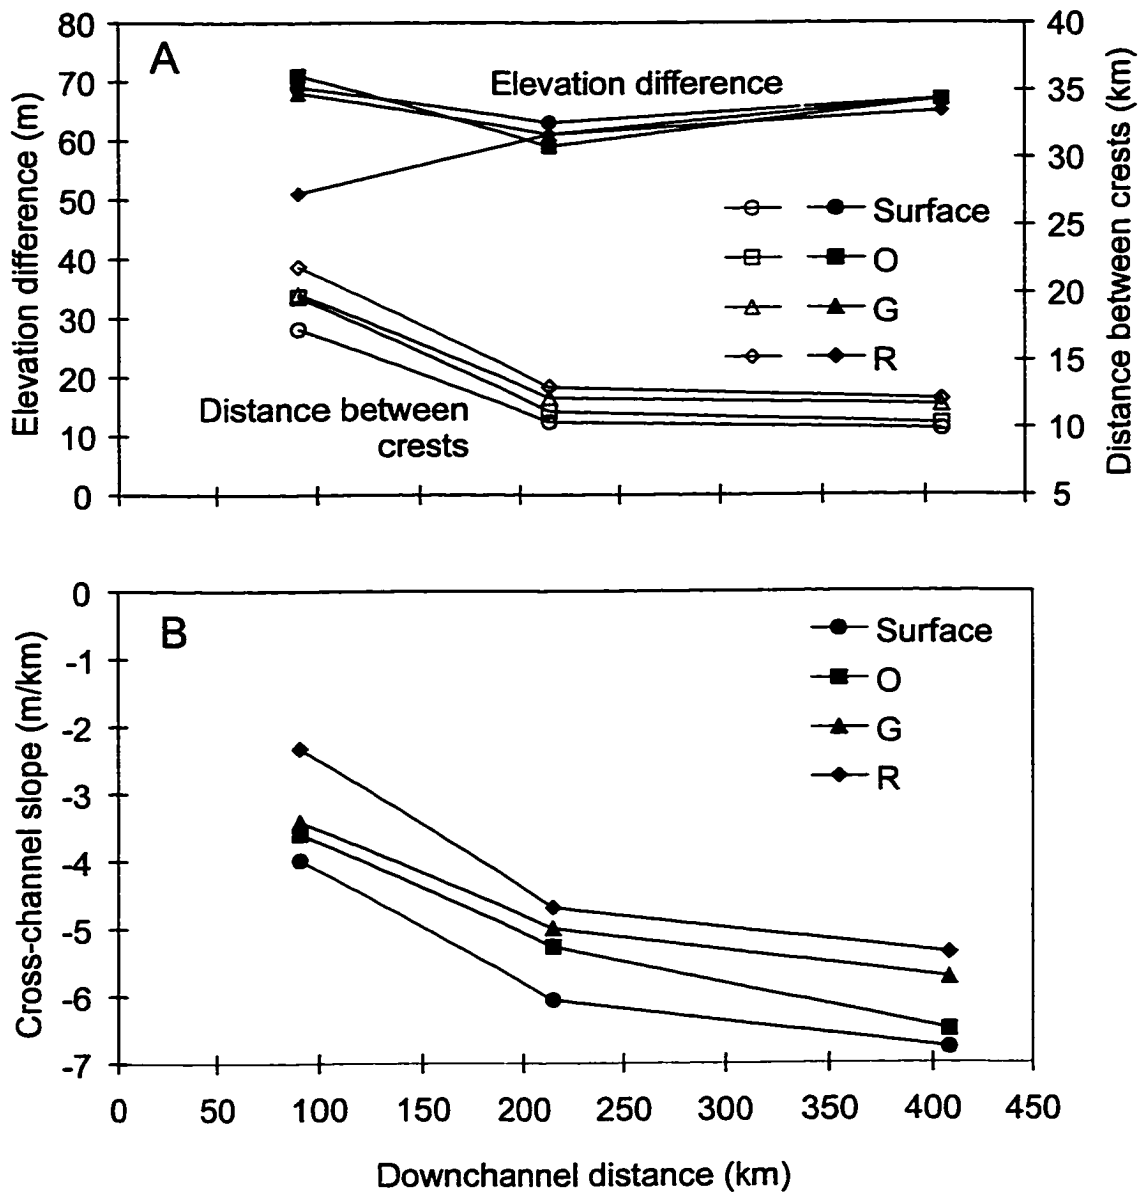 80
70
60
50
40
30
20
10
0
Elevation difference (m)
A
Elevation difference
Surface
O
G
R
Distance between
crests
40
35
30
25
20
15
10
5
Distance between crests (km)
0
-1
-2
-3
-4
-5
-6
-7
Cross-channel slope (m/km)
B
Surface
O
G
R
0 50 100 150 200 250 300 350 400 450
Downchannel distance (km)